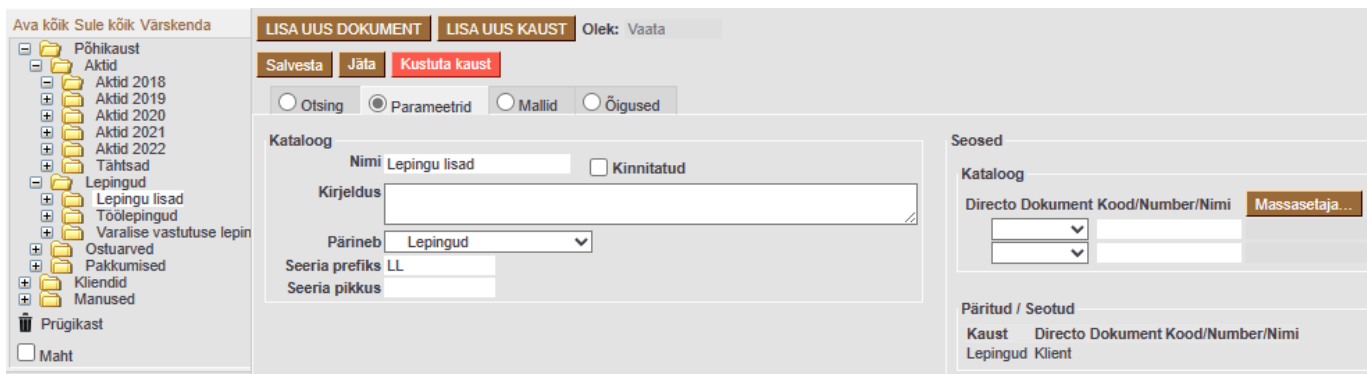 Ava kõik Sule kõik Värskenda
Põhikaust
Aktid
Aktid 2018
Aktid 2019
Aktid 2020
Aktid 2021
Aktid 2022
Tähtsad
Lepingud
Lepingu lisad
Töölepingud
Varalise vastutuse lepin
Ostuarved
Pakkumised
Kliendid
Manused
Prügikast
Maht
LISA UUS DOKUMENT LISA UUS KAUST Olek: Vaata
Salvesta Jäta Kustuta kaust
Otsing Parameetrid Mallid Õigused
Kataloog
Nimi Lepingu lisad Kinnitatud
Kirjeldus
Pärineb Lepingud
Seeria prefiks LL
Seeria pikkus
Seosed
Kataloog
Directo Dokument Kood/Number/Nimi Massasetaja...
Päritud / Seotud
Kaust Directo Dokument Kood/Number/Nimi
Lepingud Klient